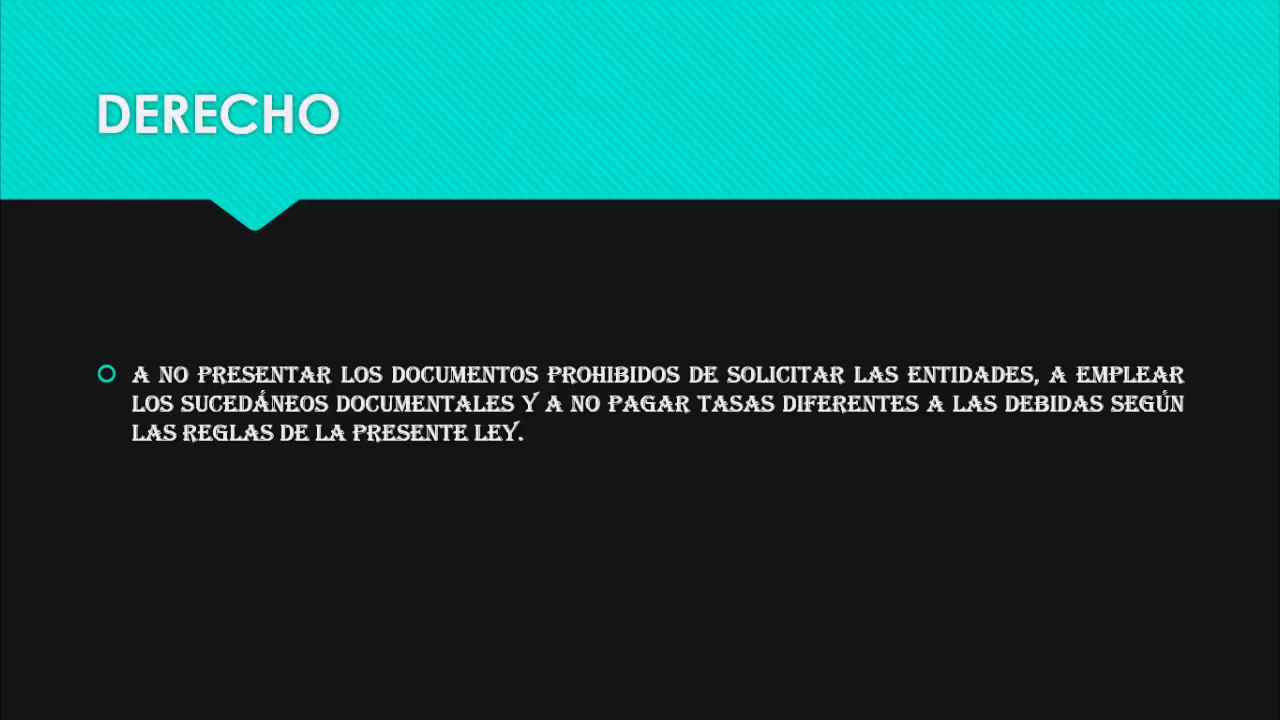 DERECHO
A NO PRESENTAR LOS DOCUMENTOS PROHIBIDOS DE SOLICITAR LAS ENTIDADES, A EMPLEAR
LOS SUCEDÁNEOS DOCUMENTALES Y A NO PAGAR TASAS DIFERENTES A LAS DEBIDAS SEGÚN
LAS REGLAS DE LA PRESENTE LEY.